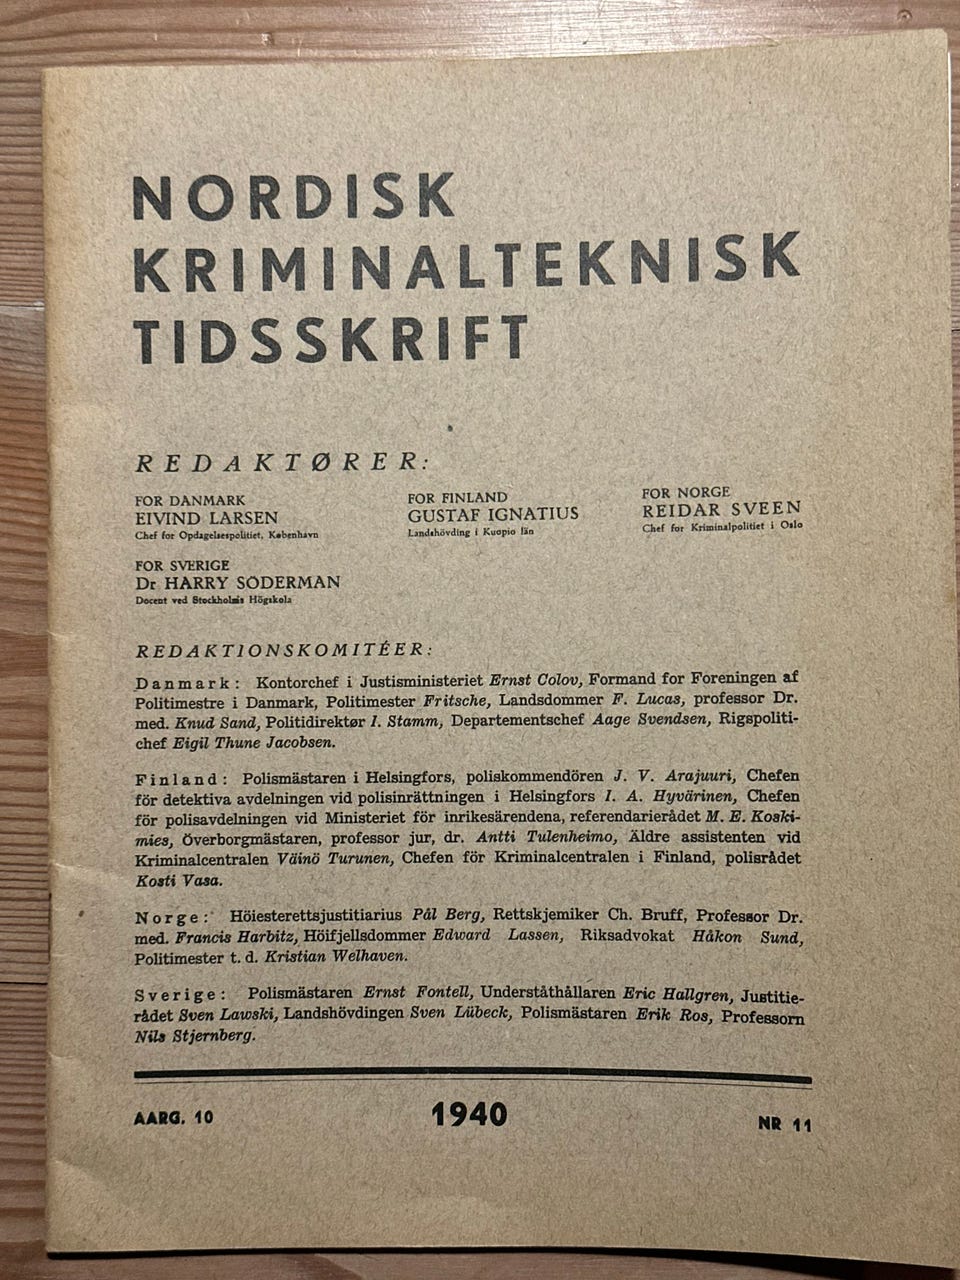 NORDISK
KRIMINALTEKNISK
TIDSSKRIFT
REDAKTØRER:
FOR DANMARK
EIVIND LARSEN
Chef for Opdagelsespolitiet, København
FOR FINLAND
GUSTAF IGNATIUS
Landshövding i Kuopio län
FOR NORGE
REIDAR SVEEN
Chef for Kriminalpolitiet i Oslo
FOR SVERIGE
Dr HARRY SÖDERMAN
Docent ved Stockholms Högskola
REDAKTIONSKOMITÉER:
Danmark: Kontorchef i Justisministeriet Ernst Colov, Formand for Foreningen af
Politimestre i Danmark, Politimester Fritsche, Landsdommer F. Lucas, professor Dr.
med. Knud Sand, Politidirektør I. Stamm, Departementschef Aage Svendsen, Rigspoliti-
chef Eigil Thune Jacobsen.
Finland: Polismästaren i Helsingfors, poliskommendören J. V. Arajuuri, Chefen
för detektiva avdelningen vid polisinrättningen i Helsingfors I. A. Hyvärinen, Chefen
för polisavdelningen vid Ministeriet för inrikesärendena, referendarierådet M. E. Koski-
mies, Överborgmästaren, professor jur, dr. Antti Tulenheimo, Äldre assistenten vid
Kriminalcentralen Väinö Turunen, Chefen för Kriminalcentralen i Finland, polisrådet
Kosti Vasa.
Norge: Höiesterettsjustitiarius Pål Berg, Rettskjemiker Ch. Bruff, Professor Dr.
med. Francis Harbitz, Höifjellsdommer Edward Lassen, Riksadvokat Håkon Sund,
Politimester t. d. Kristian Welhaven.
Sverige: Polismästaren Ernst Fontell, Underståthållaren Eric Hallgren, Justitie-
rådet Sven Lawski, Landshövdingen Sven Lübeck, Polismästaren Erik Ros, Professorn
Nils Stjernberg.
AARG. 10
1940
NR 11